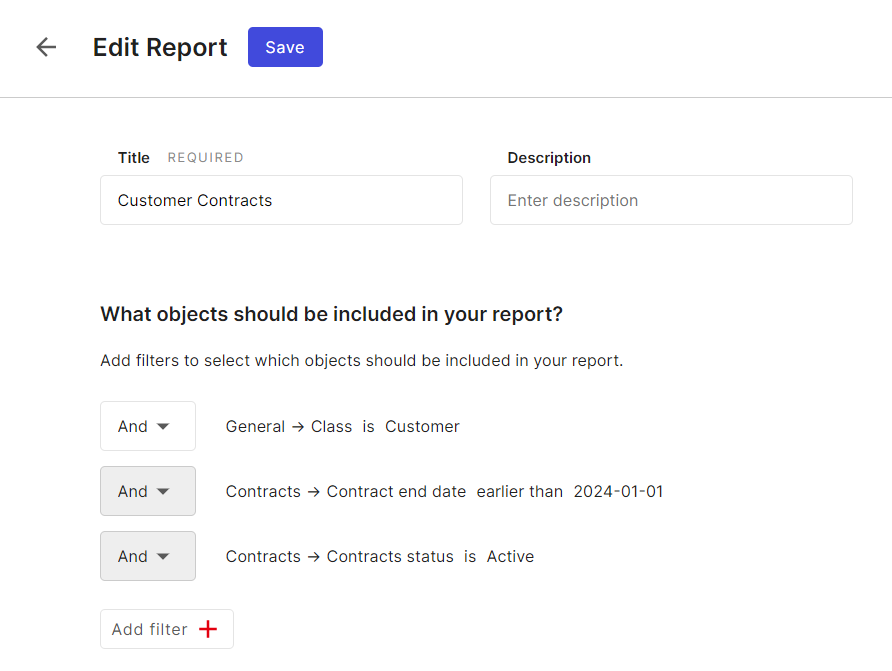 Edit Report Save
Title REQUIRED Description
Customer Contracts Enter description
What objects should be included in your report?
Add filters to select which objects should be included in your report.
And General → Class is Customer
And Contracts → Contract end date earlier than 2024-01-01
And Contracts → Contracts status is Active
Add filter +